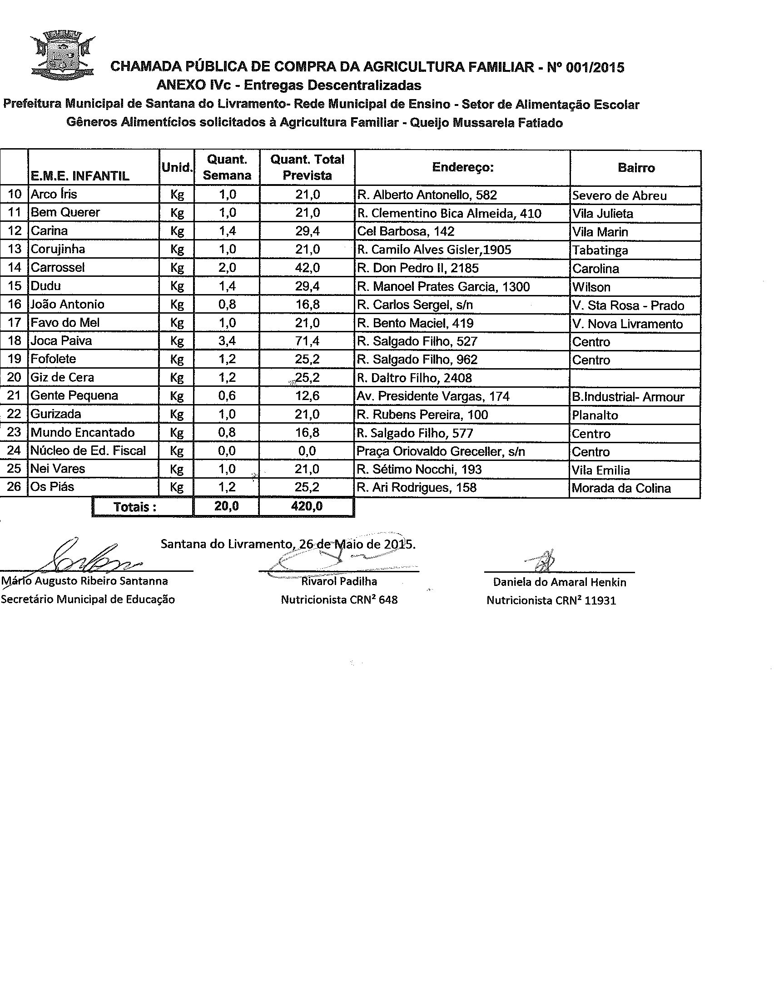 CHAMADA PÚBLICA DE COMPRA DA AGRICULTURA FAMILIAR - Nº 001/2015
ANEXO IVc - Entregas Descentralizadas
Prefeitura Municipal de Santana do Livramento- Rede Municipal de Ensino - Setor de Alimentação Escolar
Gêneros Alimentícios solicitados à Agricultura Familiar - Queijo Mussarela Fatiado
E.M.E. INFANTIL Unid. Quant. Semana Quant. Total Prevista Endereço: Bairro
10 Arco Íris Kg 1,0 21,0 R. Alberto Antonello, 582 Severo de Abreu
11 Bem Querer Kg 1,0 21,0 R. Clementino Bica Almeida, 410 Vila Julieta
12 Carina Kg 1,4 29,4 Cel Barbosa, 142 Vila Marin
13 Corujinha Kg 1,0 21,0 R. Camilo Alves Gisler,1905 Tabatinga
14 Carrossel Kg 2,0 42,0 R. Don Pedro II, 2185 Carolina
15 Dudu Kg 1,4 29,4 R. Manoel Prates Garcia, 1300 Wilson
16 João Antonio Kg 0,8 16,8 R. Carlos Sergel, s/n V. Sta Rosa - Prado
17 Favo do Mel Kg 1,0 21,0 R. Bento Maciel, 419 V. Nova Livramento
18 Joca Paiva Kg 3,4 71,4 R. Salgado Filho, 527 Centro
19 Fofolete Kg 1,2 25,2 R. Salgado Filho, 962 Centro
20 Giz de Cera Kg 1,2 25,2 R. Daltro Filho, 2408
21 Gente Pequena Kg 0,6 12,6 Av. Presidente Vargas, 174 B.Industrial- Armour
22 Gurizada Kg 1,0 21,0 R. Rubens Pereira, 100 Planalto
23 Mundo Encantado Kg 0,8 16,8 R. Salgado Filho, 577 Centro
24 Núcleo de Ed. Fiscal Kg 0,0 0,0 Praça Oriovaldo Greceller, s/n Centro
25 Nei Vares Kg 1,0 21,0 R. Sétimo Nocchi, 193 Vila Emilia
26 Os Piás Kg 1,2 25,2 R. Ari Rodrigues, 158 Morada da Colina
Totais : 20,0 420,0
Santana do Livramento, 26 de Maio de 2015.
Mário Augusto Ribeiro Santanna Rivarol Padilha Daniela do Amaral Henkin
Secretário Municipal de Educação Nutricionista CRN² 648 Nutricionista CRN² 11931